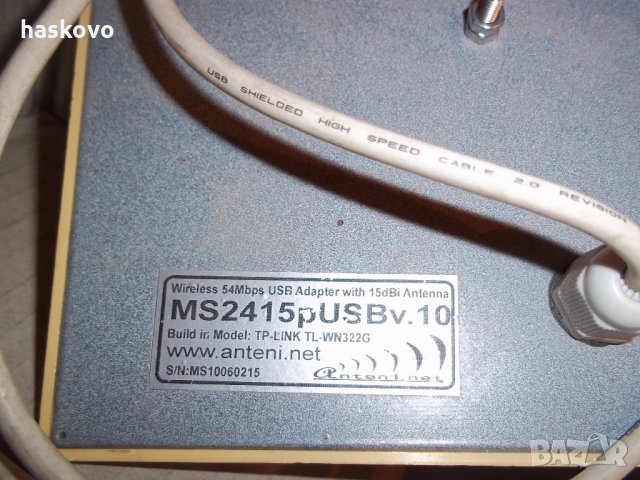 haskovo
USB SHIELDED HIGH SPEED CABLE 2.0 REVISION
Wireless 54Mbps USB Adapter with 15dBi Antenna
MS2415pUSBv.10
Build in Model: TP-LINK TL-WN322G
www.anteni.net
S/N:MS10060215
anteni.net
BAZAR